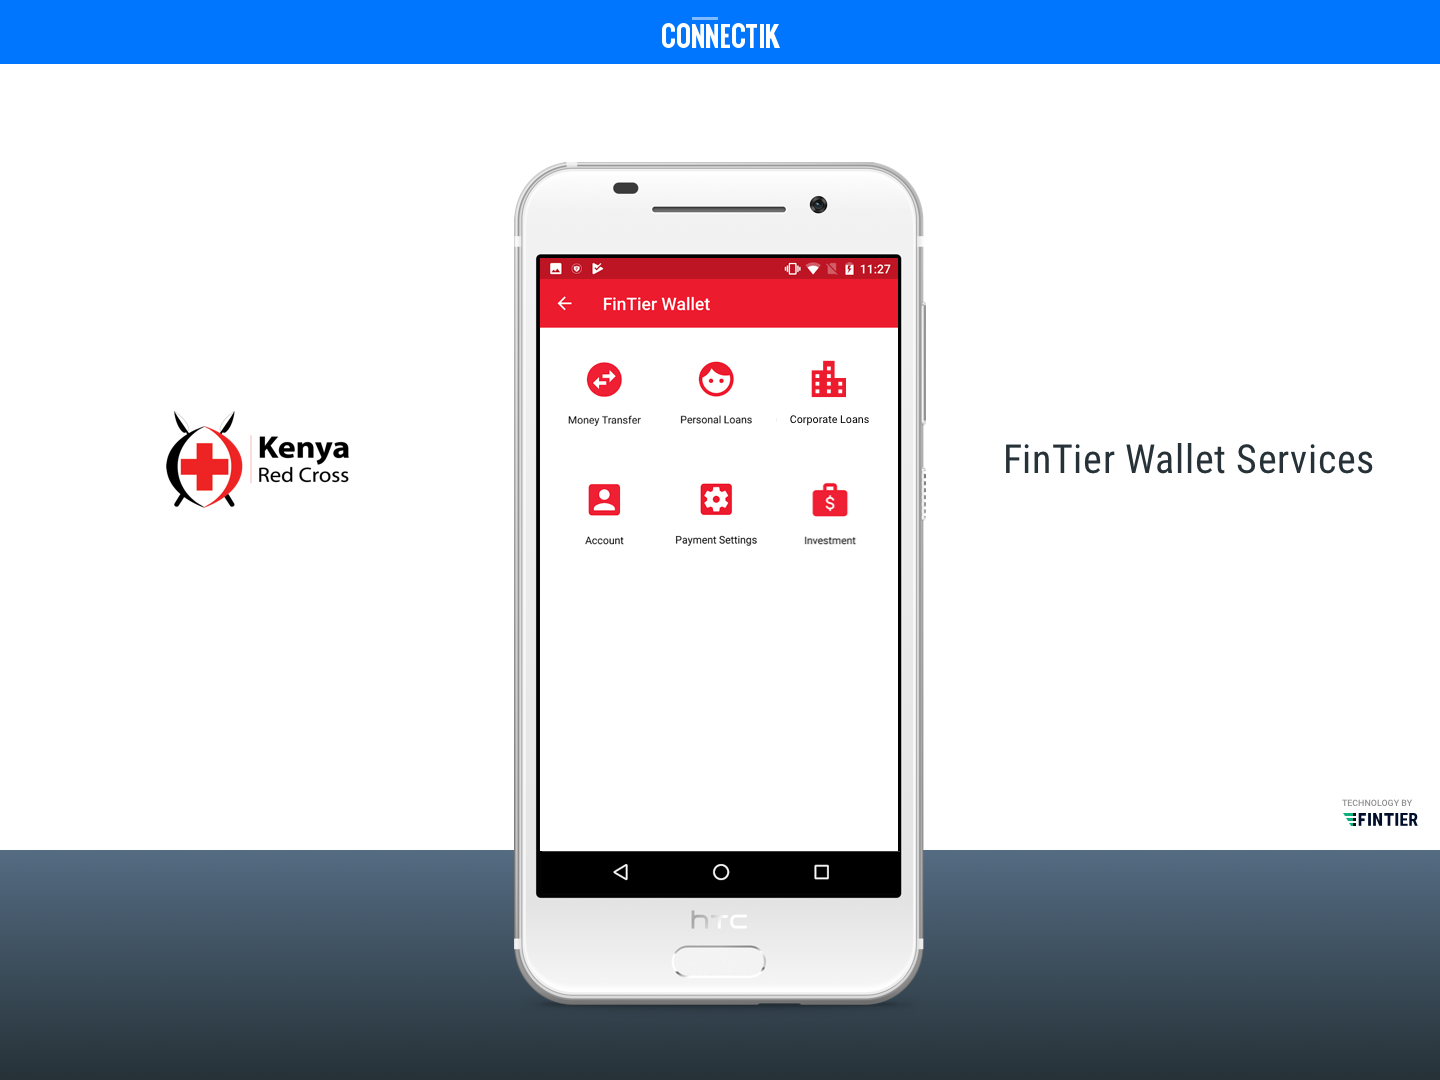 CONNECTIK
11:27
FinTier Wallet
Money Transfer
Personal Loans
Corporate Loans
Kenya
Red Cross
FinTier Wallet Services
Account
Payment Settings
Investment
TECHNOLOGY BY
FINTIER
htc